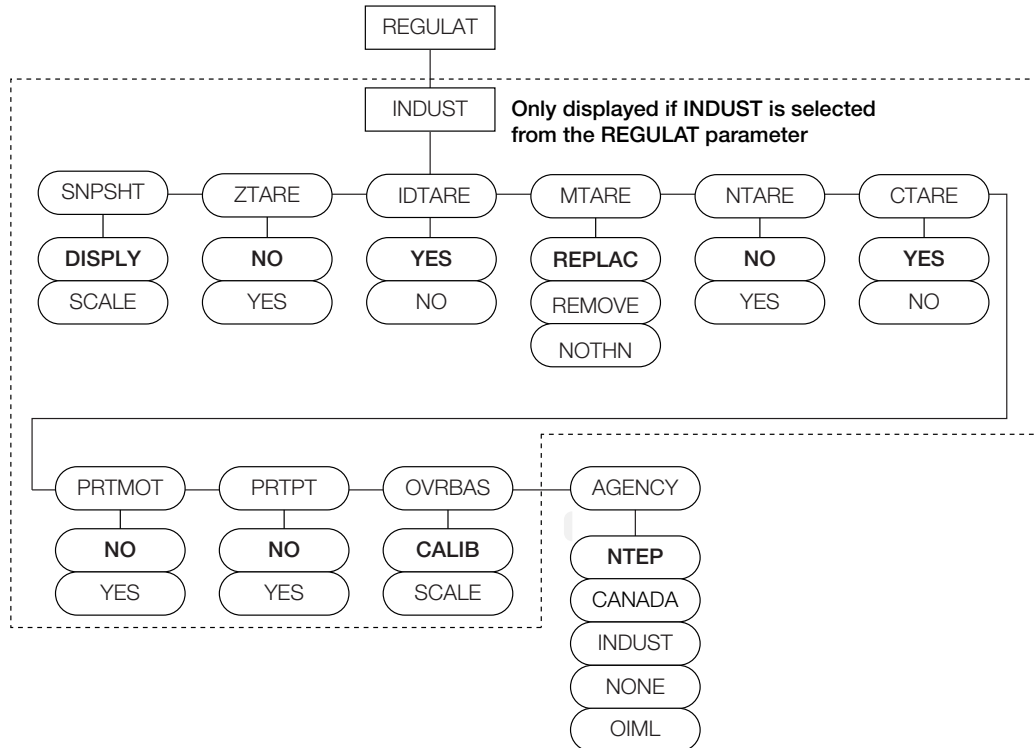 REGULAT
INDUST
Only displayed if INDUST is selected
from the REGULAT parameter
SNPSHT ZTARE IDTARE MTARE NTARE CTARE
DISPLY NO YES REPLAC NO YES
SCALE YES NO REMOVE YES NO
NOTHN
PRTMOT PRTPT OVRBAS AGENCY
NO NO CALIB NTEP
YES YES SCALE CANADA
INDUST
NONE
OIML